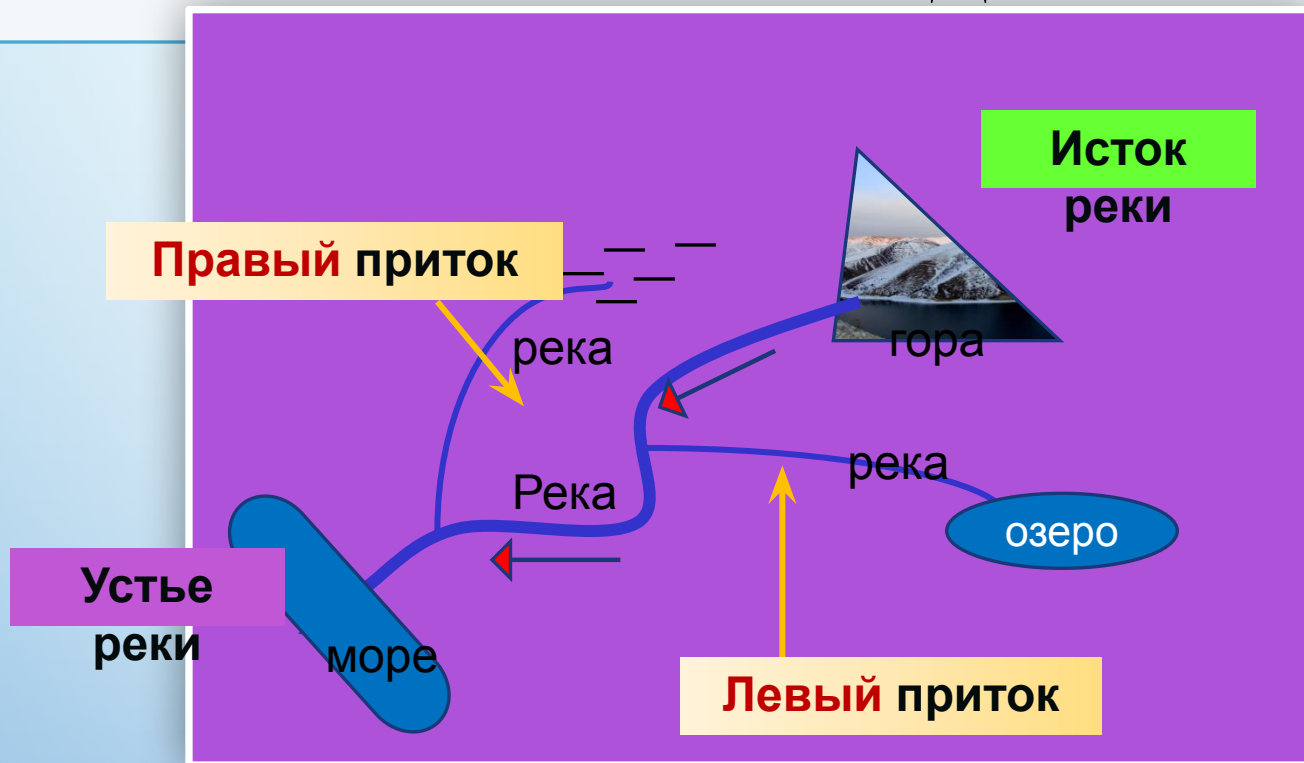 Исток
реки
Правый приток
река
гора
река
Река
озеро
Устье
реки
море
Левый приток